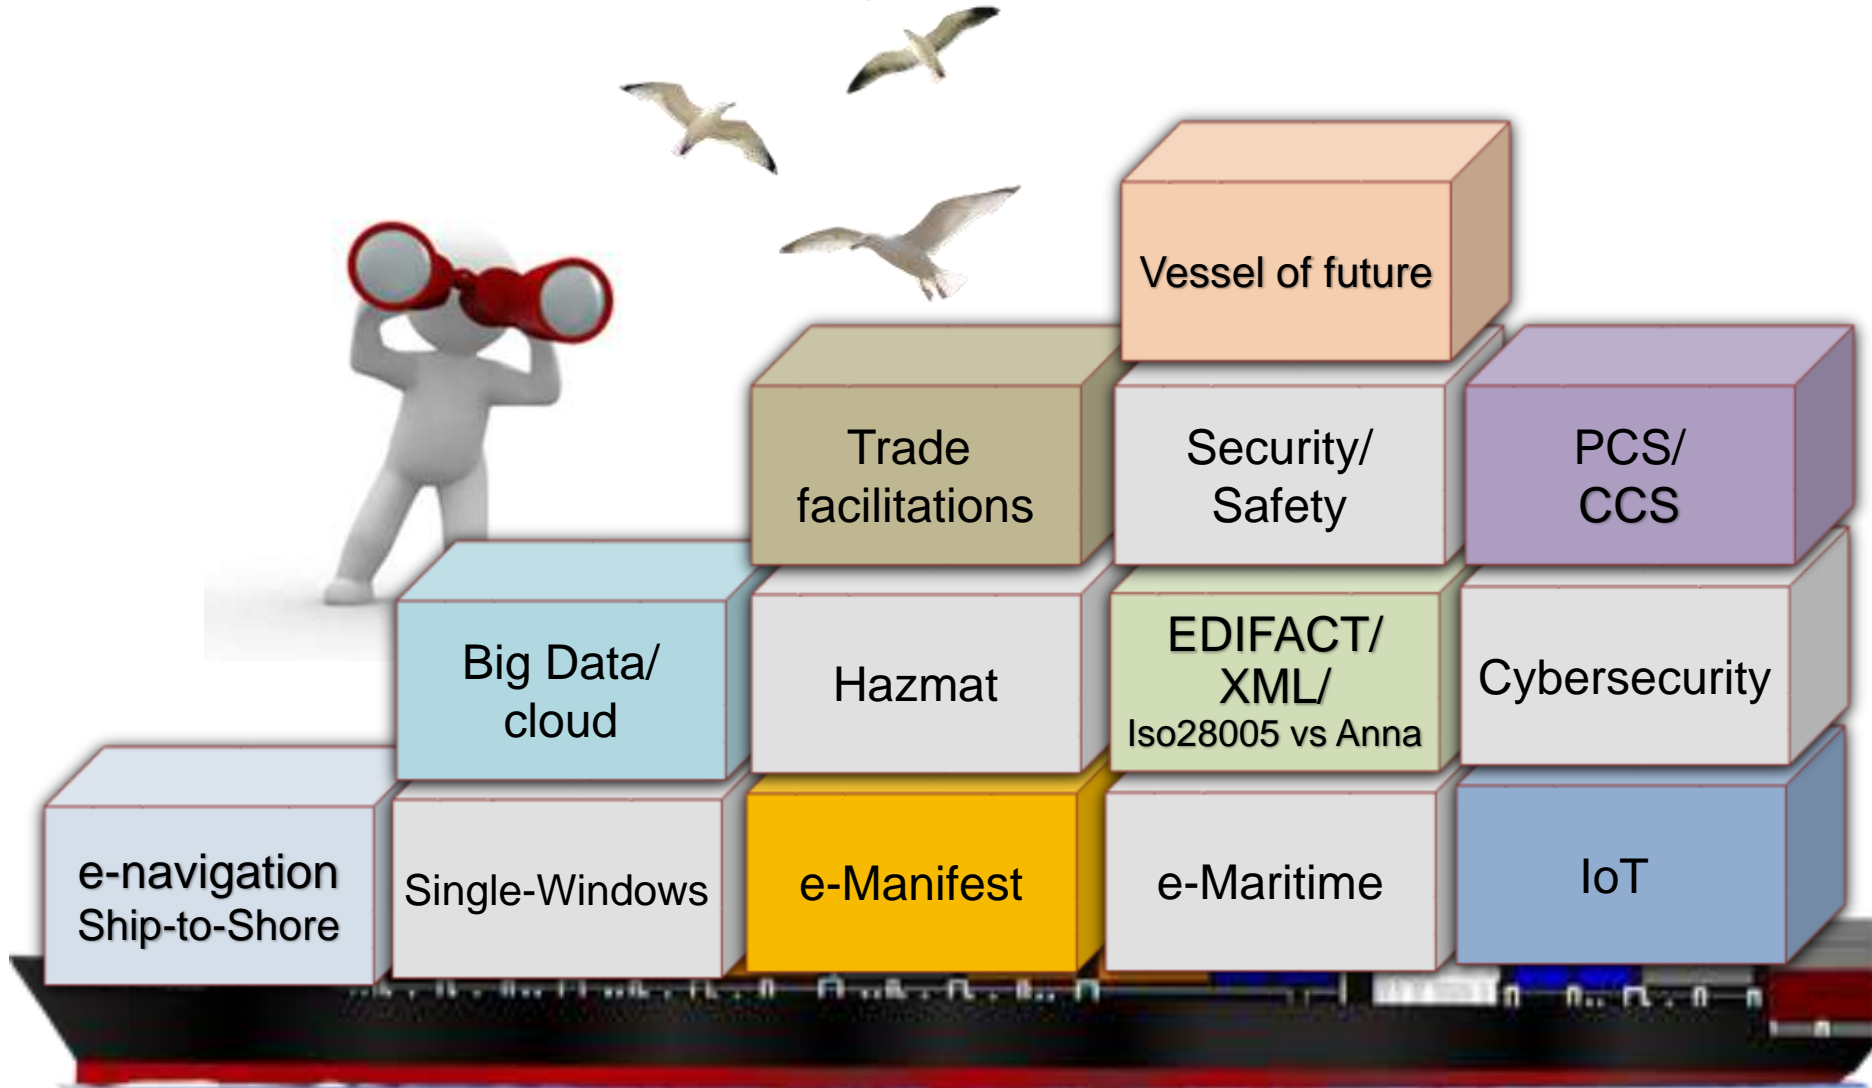 Vessel of future
Trade
facilitations
Security/
Safety
PCS/
CCS
Big Data/
cloud
Hazmat
EDIFACT/
XML/
Iso28005 vs Anna
Cybersecurity
e-navigation
Ship-to-Shore
Single-Windows
e-Manifest
e-Maritime
IoT